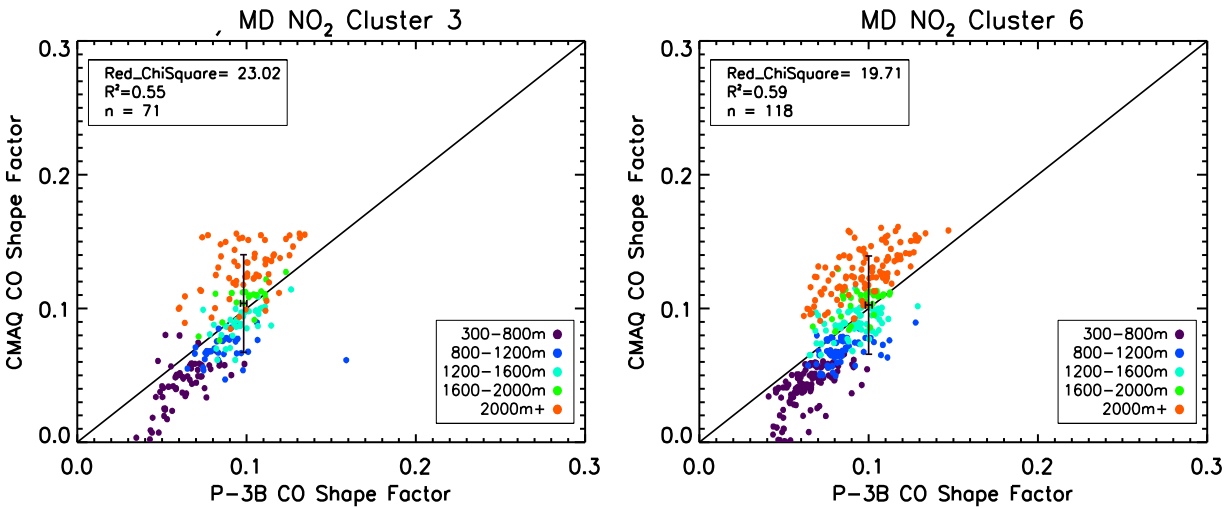 , MD NO₂ Cluster 3
0.3
Red_ChiSquare= 23.02
R²=0.55
n = 71
0.2
CMAQ CO Shape Factor
0.1
300-800m
800-1200m
1200-1600m
1600-2000m
2000m+
0.0
0.0 0.1 0.2 0.3
P-3B CO Shape Factor
MD NO₂ Cluster 6
0.3
Red_ChiSquare= 19.71
R²=0.59
n = 118
0.2
CMAQ CO Shape Factor
0.1
300-800m
800-1200m
1200-1600m
1600-2000m
2000m+
0.0
0.0 0.1 0.2 0.3
P-3B CO Shape Factor